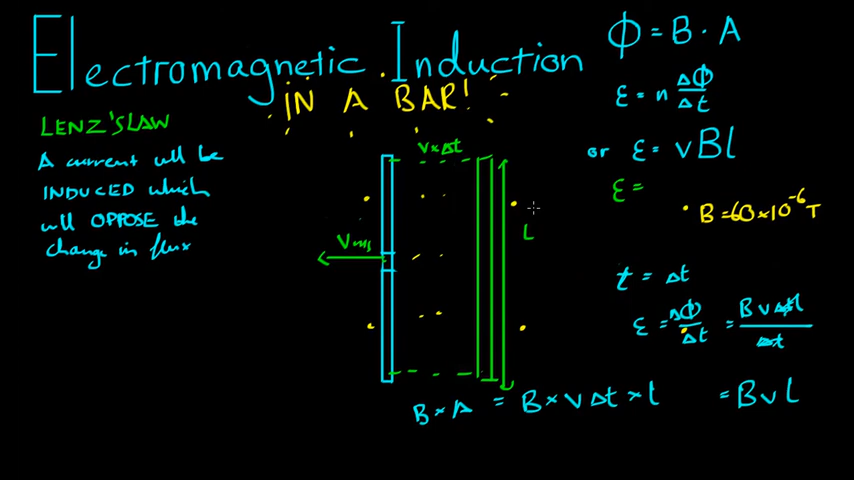 Electromagnetic Induction
IN A BAR!
LENZ'S LAW
A current will be
INDUCED which
will OPPOSE the
change in flux
v×Δt
V m/s
L
Φ = B · A
ε = n ΔΦ/Δt
or ε = vBl
ε =
B = 60×10⁻⁶ T
t = Δt
ε = ΔΦ/Δt = BvΔtl/Δt
B×A = B×vΔt×l = Bvl